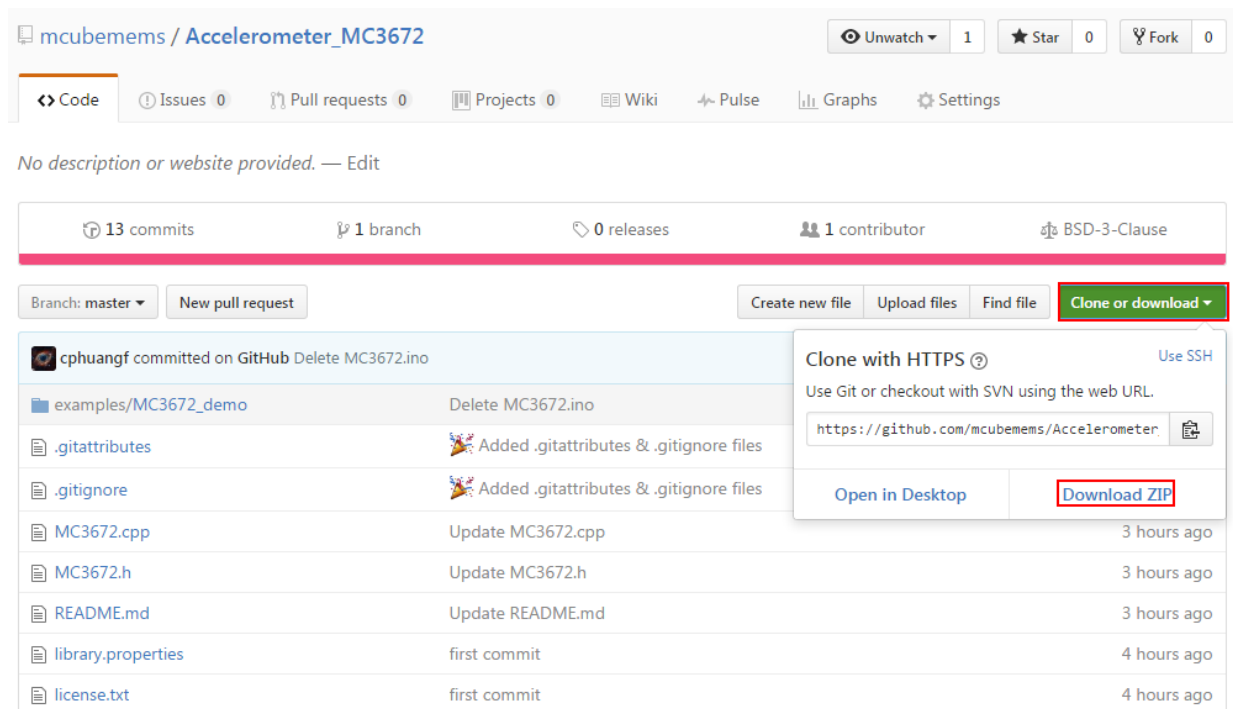 mcubemems / Accelerometer_MC3672
Unwatch 1 Star 0 Fork 0
Code Issues 0 Pull requests 0 Projects 0 Wiki Pulse Graphs Settings
No description or website provided. — Edit
13 commits 1 branch 0 releases 1 contributor BSD-3-Clause
Branch: master New pull request Create new file Upload files Find file Clone or download
cphuangf committed on GitHub Delete MC3672.ino
Clone with HTTPS ? Use SSH
Use Git or checkout with SVN using the web URL.
https://github.com/mcubemems/Accelerometer_
Open in Desktop Download ZIP
examples/MC3672_demo Delete MC3672.ino
.gitattributes Added .gitattributes & .gitignore files
.gitignore Added .gitattributes & .gitignore files
MC3672.cpp Update MC3672.cpp 3 hours ago
MC3672.h Update MC3672.h 3 hours ago
README.md Update README.md 3 hours ago
library.properties first commit 4 hours ago
license.txt first commit 4 hours ago